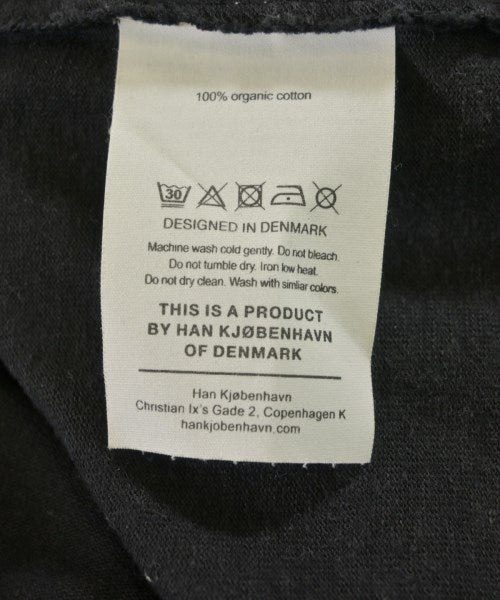 100% organic cotton
30
DESIGNED IN DENMARK
Machine wash cold gently. Do not bleach.
Do not tumble dry. Iron low heat.
Do not dry clean. Wash with simliar colors.
THIS IS A PRODUCT
BY HAN KJØBENHAVN
OF DENMARK
Han Kjøbenhavn
Christian Ix's Gade 2, Copenhagen K
hankjobenhavn.com